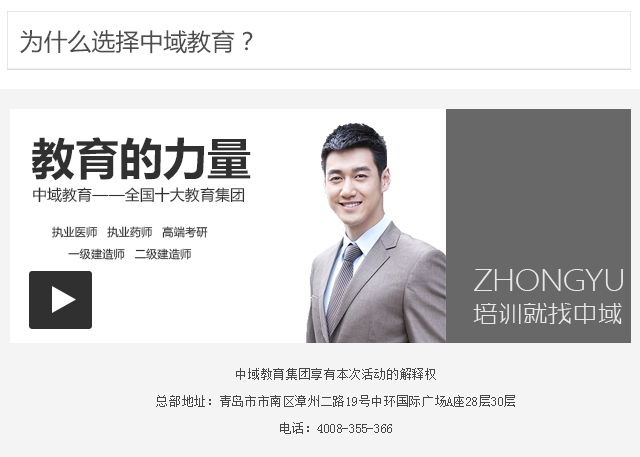 为什么选择中域教育？
教育的力量
中域教育——全国十大教育集团
执业医师 执业药师 高端考研
一级建造师 二级建造师
ZHONGYU
培训就找中域
中域教育集团享有本次活动的解释权
总部地址：青岛市市南区漳州二路19号中环国际广场A座28层30层
电话：4008-355-366